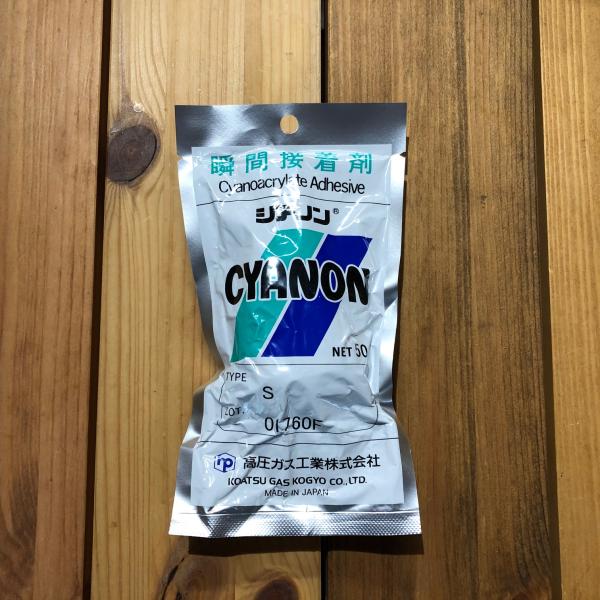 瞬間接着剤
Cyanoacrylate Adhesive
シアノン®
CYANON
NET 50
TYPE
S
LOT.
高圧ガス工業株式会社
KOATSU GAS KOGYO CO., LTD.
MADE IN JAPAN